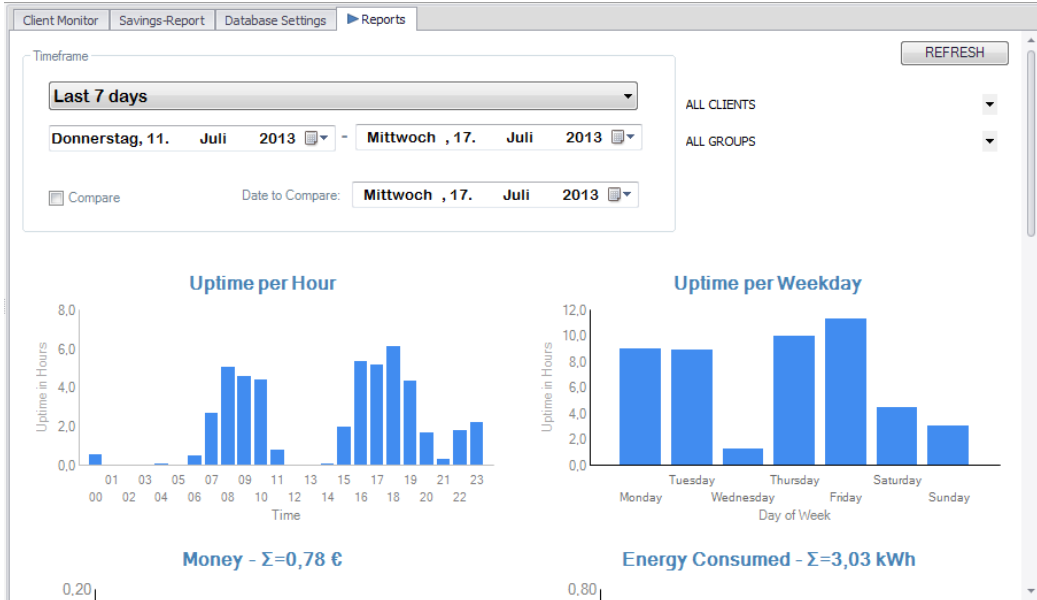 Client Monitor Savings-Report Database Settings Reports
Timeframe
REFRESH
Last 7 days
ALL CLIENTS
Donnerstag, 11. Juli 2013 - Mittwoch , 17. Juli 2013
ALL GROUPS
Compare Date to Compare: Mittwoch , 17. Juli 2013
Uptime per Hour
8,0
6,0
4,0
2,0
0,0
Uptime in Hours
01 03 05 07 09 11 13 15 17 19 21 23
00 02 04 06 08 10 12 14 16 18 20 22
Time
Uptime per Weekday
12,0
10,0
8,0
6,0
4,0
2,0
0,0
Uptime in Hours
Tuesday Thursday Saturday
Monday Wednesday Friday Sunday
Day of Week
Money - Σ=0,78 €
0,20
Energy Consumed - Σ=3,03 kWh
0,80